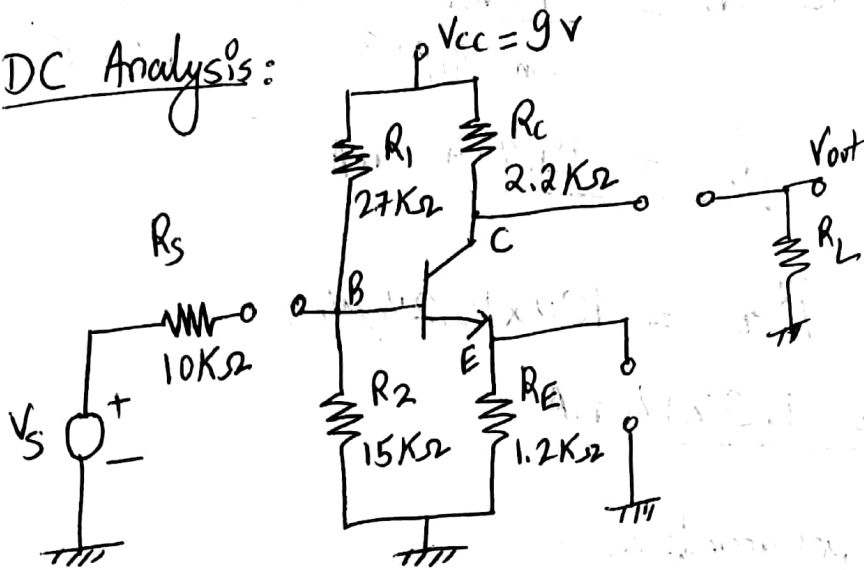 DC Analysis:
Vcc = 9V
R1
27KΩ
Rc
2.2KΩ
Vout
RL
C
B
E
Rs
10KΩ
Vs
+
−
R2
15KΩ
RE
1.2KΩ